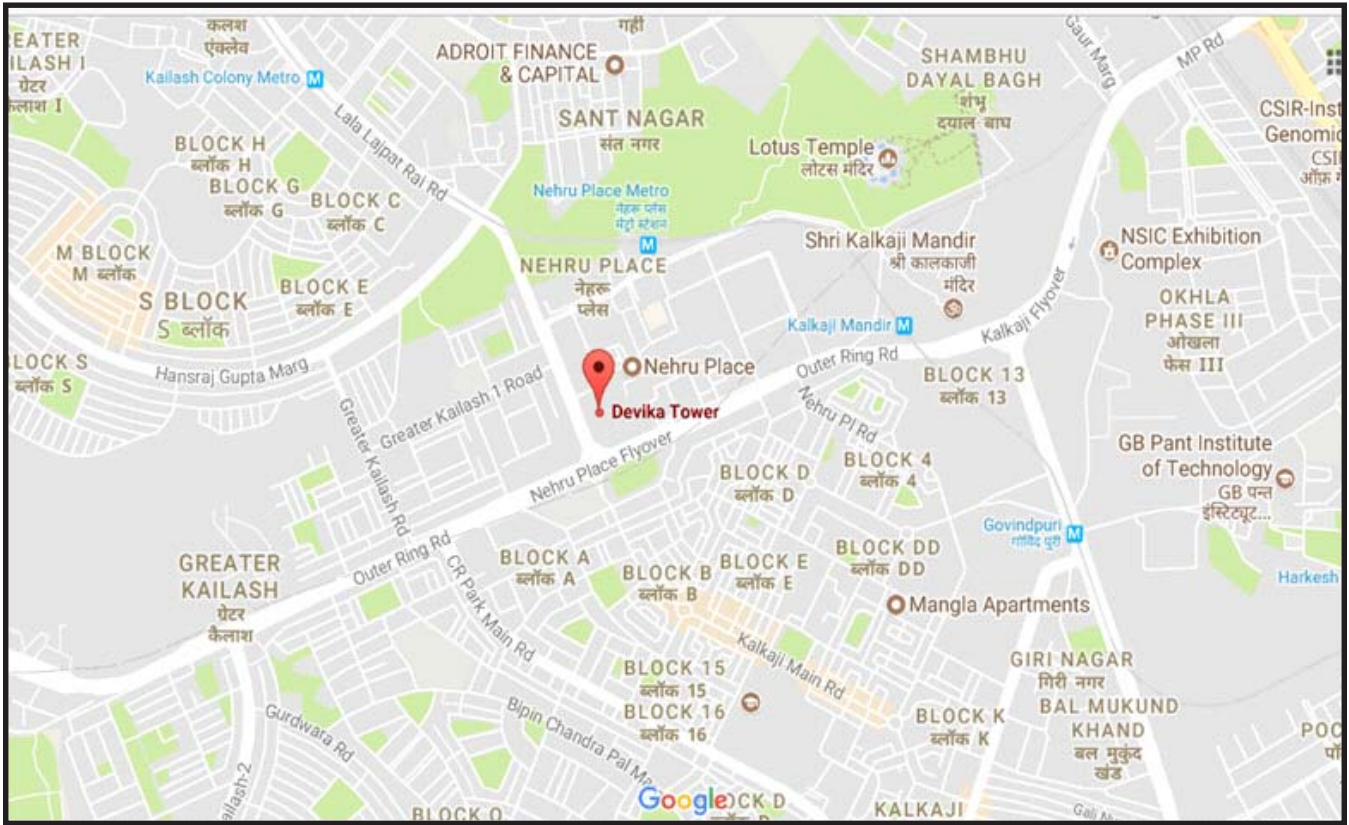 कलश
एंक्लेव
गही
EATER
ILASH I
ग्रेटर
कैलाश I
Kailash Colony Metro
M
ADROIT FINANCE
& CAPITAL
SHAMBHU
DAYAL BAGH
शंभू
दयाल बाघ
Gaur Marg
MP Rd
CSIR-Inst
Genomic
CSI
Lala Lajpat Rai Rd
SANT NAGAR
संत नगर
BLOCK H
ब्लॉक H
BLOCK G
ब्लॉक G
BLOCK C
ब्लॉक C
Lotus Temple
लोटस मंदिर
Nehru Place Metro
नेहरू प्लेस
मेट्रो स्टेशन
M
M BLOCK
M ब्लॉक
S BLOCK
S ब्लॉक
BLOCK E
ब्लॉक E
NEHRU PLACE
नेहरू
प्लेस
Shri Kalkaji Mandir
श्री कालकाजी
मंदिर
NSIC Exhibition
Complex
OKHLA
PHASE III
ओखला
फेस III
Kalkaji Mandir
M
Kalkaji Flyover
BLOCK S
ब्लॉक S
Hansraj Gupta Marg
Nehru Place
Devika Tower
Outer Ring Rd
BLOCK 13
ब्लॉक 13
Greater Kailash 1 Road
Greater Kailash Rd
Nehru Pl Rd
Nehru Place Flyover
BLOCK D
ब्लॉक D
BLOCK 4
ब्लॉक 4
GB Pant Institute
of Technology
GB पन्त
इंस्टिट्यूट...
Govindpuri
गोविंद पुरी
M
Outer Ring Rd
GREATER
KAILASH
ग्रेटर
कैलाश
BLOCK A
ब्लॉक A
BLOCK B
ब्लॉक B
BLOCK E
ब्लॉक E
BLOCK DD
ब्लॉक DD
Harkesh
CR Park Main Rd
Mangla Apartments
Kalkaji Main Rd
BLOCK 15
ब्लॉक 15
BLOCK 16
ब्लॉक 16
GIRI NAGAR
गिरी नगर
BAL MUKUND
KHAND
बल मुकुंद
खंड
Gurdwara Rd
Bipin Chandra Pal Ma
BLOCK K
ब्लॉक K
POC
पॉ
ailash-2
Google
OCK D
BLOCK O
KALKAJI